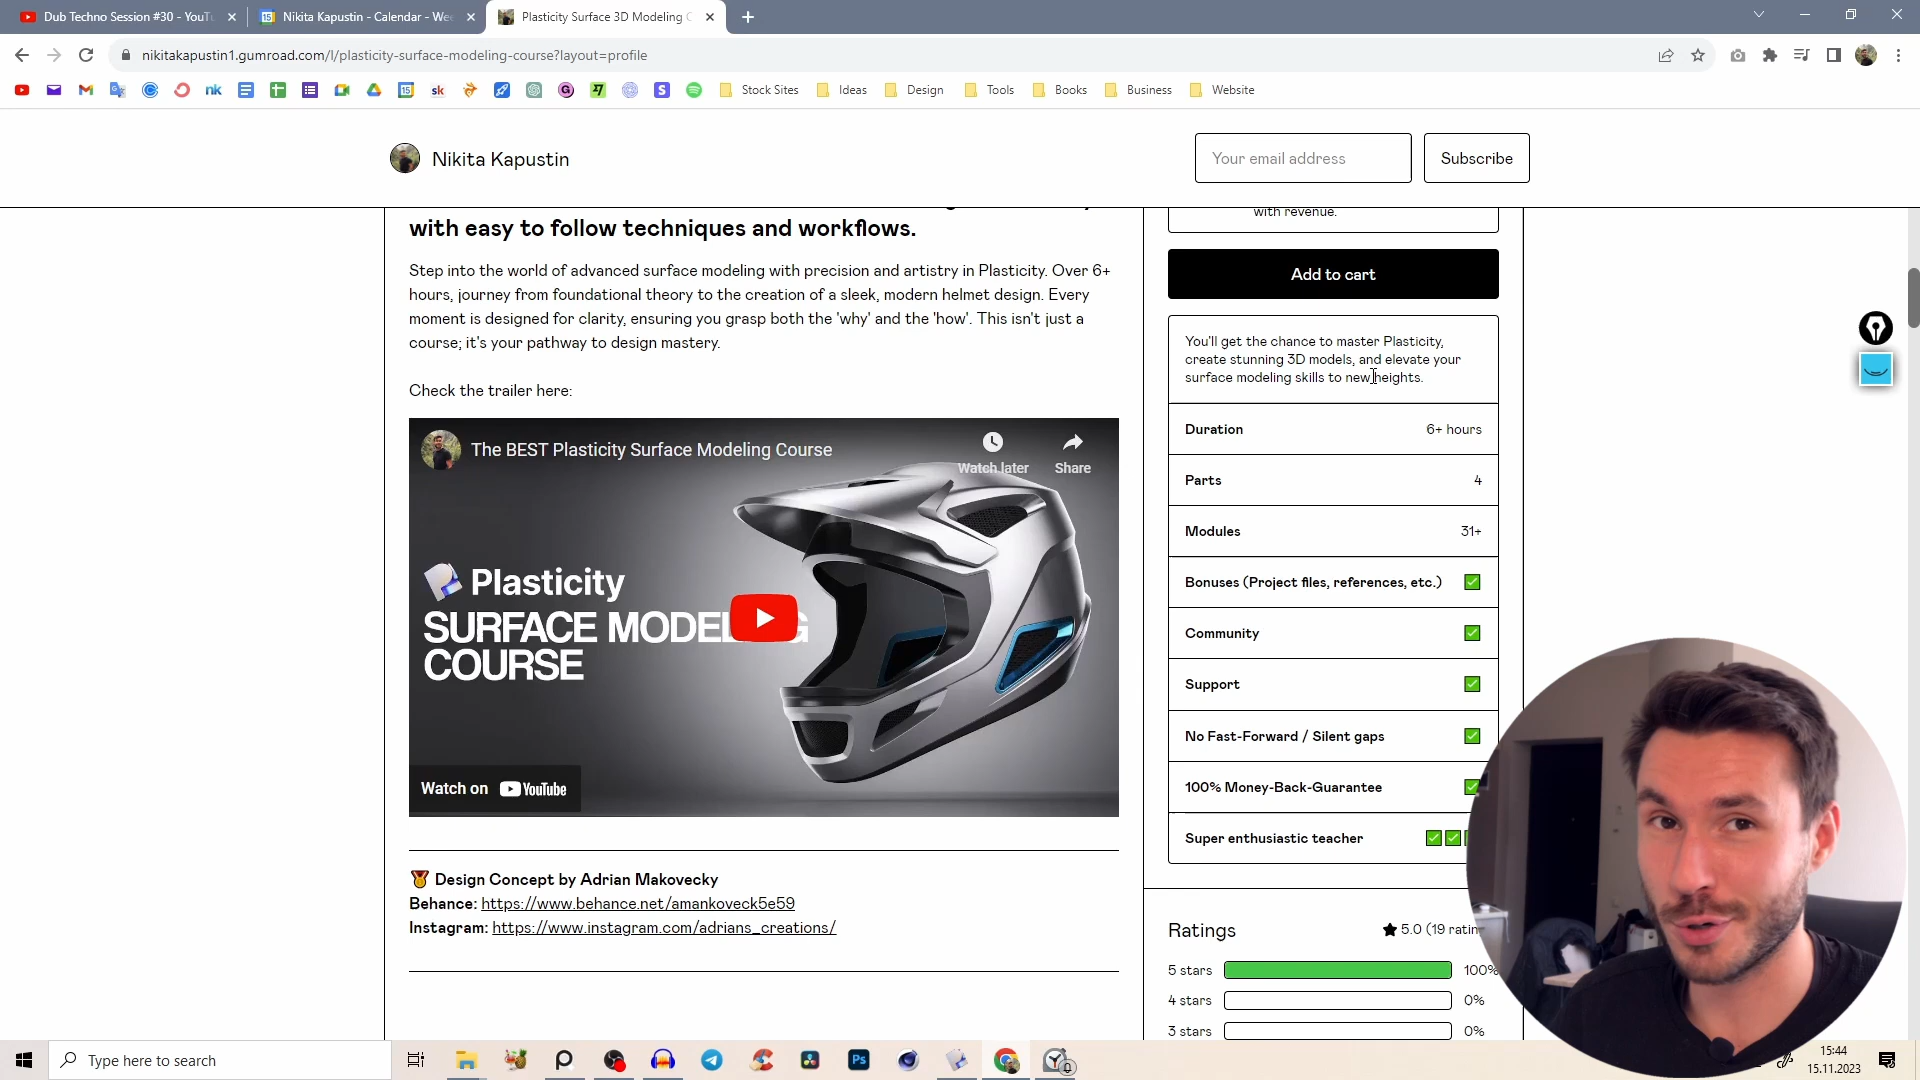 Dub Techno Session #30 - YouTu
Nikita Kapustin - Calendar - Wee
Plasticity Surface 3D Modeling C
nikitakapustin1.gumroad.com/l/plasticity-surface-modeling-course?layout=profile
nk
15
sk
G
S
Stock Sites
Ideas
Design
Tools
Books
Business
Website
Nikita Kapustin
Your email address
Subscribe
with easy to follow techniques and workflows.
Step into the world of advanced surface modeling with precision and artistry in Plasticity. Over 6+
hours, journey from foundational theory to the creation of a sleek, modern helmet design. Every
moment is designed for clarity, ensuring you grasp both the 'why' and the 'how'. This isn't just a
course; it's your pathway to design mastery.
Check the trailer here:
The BEST Plasticity Surface Modeling Course
Watch later
Share
Plasticity
SURFACE MODELING
COURSE
Watch on YouTube
🏅 Design Concept by Adrian Makovecky
Behance: https://www.behance.net/amankoveck5e59
Instagram: https://www.instagram.com/adrians_creations/
with revenue.
Add to cart
You'll get the chance to master Plasticity,
create stunning 3D models, and elevate your
surface modeling skills to new heights.
Duration 6+ hours
Parts 4
Modules 31+
Bonuses (Project files, references, etc.) ✅
Community ✅
Support ✅
No Fast-Forward / Silent gaps ✅
100% Money-Back-Guarantee ✅
Super enthusiastic teacher ✅✅
Ratings ★ 5.0 (19 ratin
5 stars 100%
4 stars 0%
3 stars 0%
Type here to search
Ps
15:44
15.11.2023